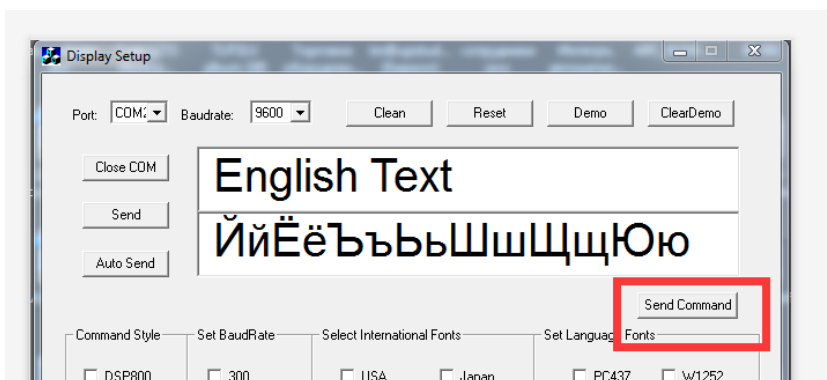 Display Setup
Port: COM2 Baudrate: 9600 Clean Reset Demo ClearDemo
Close COM
English Text
Send
ЙйЁёЪъЬьШшЩщЮю
Auto Send
Send Command
Command Style Set BaudRate Select International Fonts Set Language Fonts
DSP800 300 USA Japan PC437 W1252